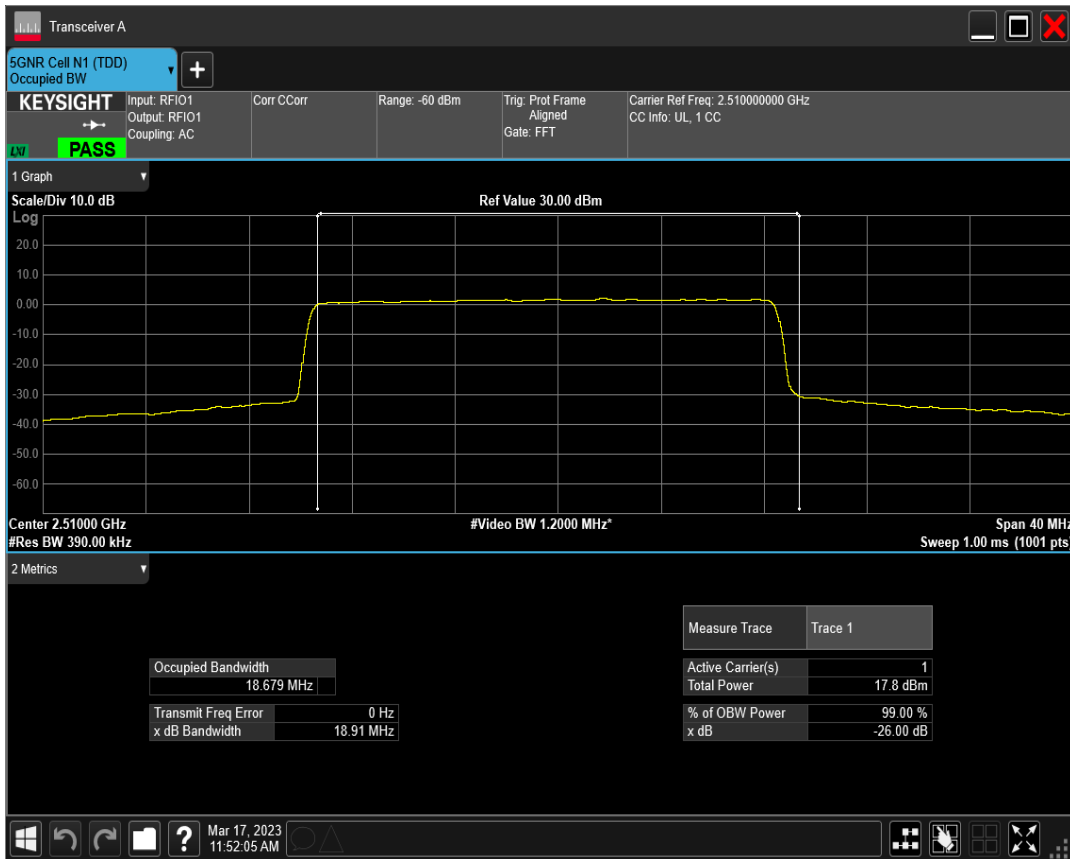 Transceiver A
5GNR Cell N1 (TDD)
Occupied BW
+
KEYSIGHT
LXI
PASS
Input: RFIO1
Output: RFIO1
Coupling: AC
Corr CCorr
Range: -60 dBm
Trig: Prot Frame
Aligned
Gate: FFT
Carrier Ref Freq: 2.510000000 GHz
CC Info: UL, 1 CC
1 Graph
Scale/Div 10.0 dB
Ref Value 30.00 dBm
Log
20.0
10.0
0.00
-10.0
-20.0
-30.0
-40.0
-50.0
-60.0
Center 2.51000 GHz
#Video BW 1.2000 MHz*
Span 40 MHz
#Res BW 390.00 kHz
Sweep 1.00 ms (1001 pts)
2 Metrics
Measure Trace Trace 1
Occupied Bandwidth
18.679 MHz
Active Carrier(s) 1
Total Power 17.8 dBm
Transmit Freq Error 0 Hz
x dB Bandwidth 18.91 MHz
% of OBW Power 99.00 %
x dB -26.00 dB
?
Mar 17, 2023
11:52:05 AM